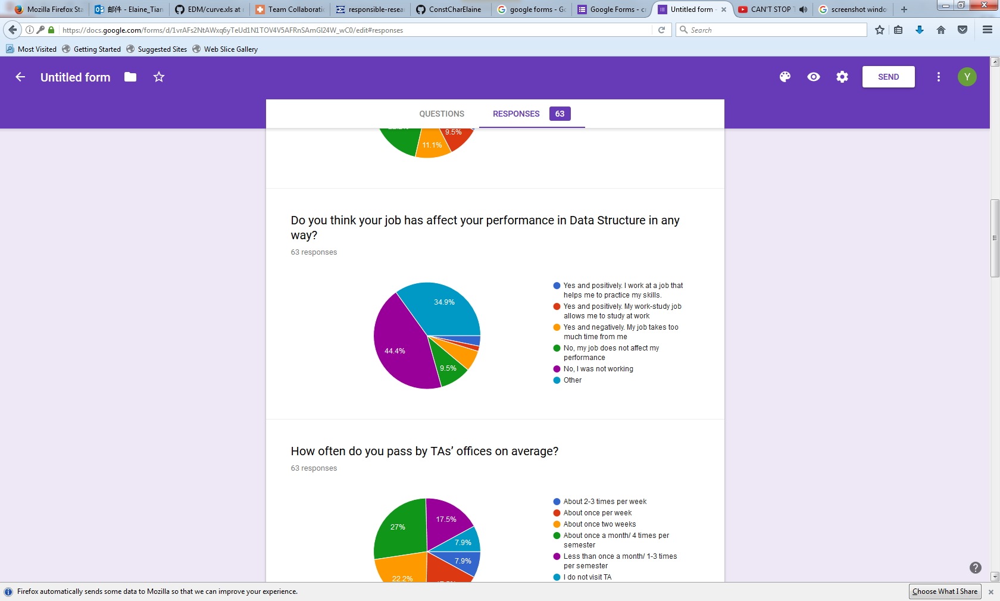 Mozilla Firefox Sta
邮件 - Elaine_Tian
EDM/curve.xls at
Team Collaboratio
responsible-resea
ConstCharElaine
google forms - Go
Google Forms - cr
Untitled form -
CAN'T STOP T
screenshot windo
https://docs.google.com/forms/d/1vrAFs2NtAWxq6yTeUd1N1TOV4V5AFRnSAmGl24W_wC0/edit#responses
Search
Most Visited
Getting Started
Suggested Sites
Web Slice Gallery
Untitled form
SEND
Y
QUESTIONS
RESPONSES 63
9.5%
11.1%
Do you think your job has affect your performance in Data Structure in any
way?
63 responses
34.9%
44.4%
9.5%
Yes and positively. I work at a job that
helps me to practice my skills.
Yes and positively. My work-study job
allows me to study at work
Yes and negatively. My job takes too
much time from me
No, my job does not affect my
performance
No, I was not working
Other
How often do you pass by TAs’ offices on average?
63 responses
17.5%
27%
7.9%
7.9%
22.2%
About 2-3 times per week
About once per week
About once two weeks
About once a month/ 4 times per
semester
Less than once a month/ 1-3 times
per semester
I do not visit TA
Firefox automatically sends some data to Mozilla so that we can improve your experience.
Choose What I Share